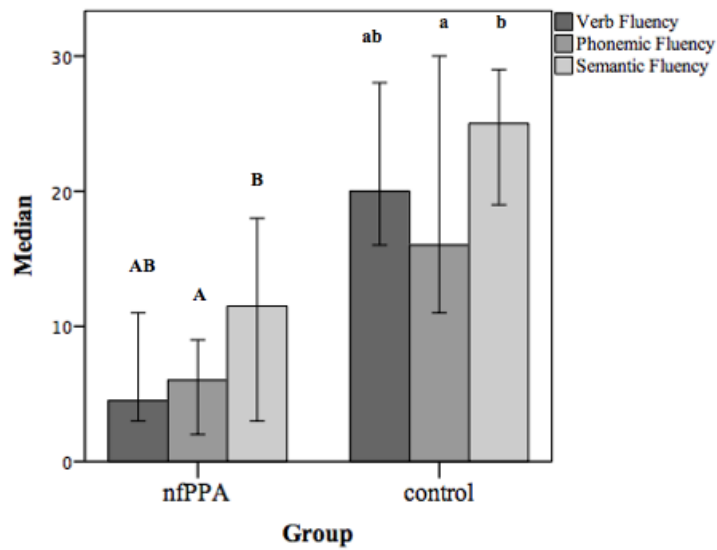 Verb Fluency
Phonemic Fluency
Semantic Fluency
ab
a
b
30
20
B
AB
A
10
0
Median
nfPPA
control
Group